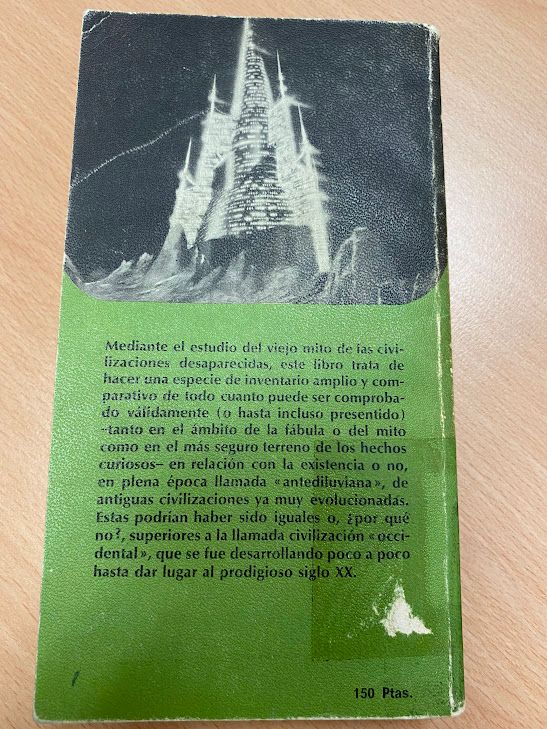 Mediante el estudio del viejo mito de las civi-
lizaciones desaparecidas, este libro trata de
hacer una especie de inventario amplio y com-
parativo de todo cuanto puede ser comproba-
do válidamente (o hasta incluso presentido)
–tanto en el ámbito de la fábula o del mito
como en el más seguro terreno de los hechos
curiosos– en relación con la existencia o no,
en plena época llamada «antediluviana», de
antiguas civilizaciones ya muy evolucionadas.
Estas podrían haber sido iguales o, ¿por qué
no?, superiores a la llamada civilización «occi-
dental», que se fue desarrollando poco a poco
hasta dar lugar al prodigioso siglo XX.
150 Ptas.